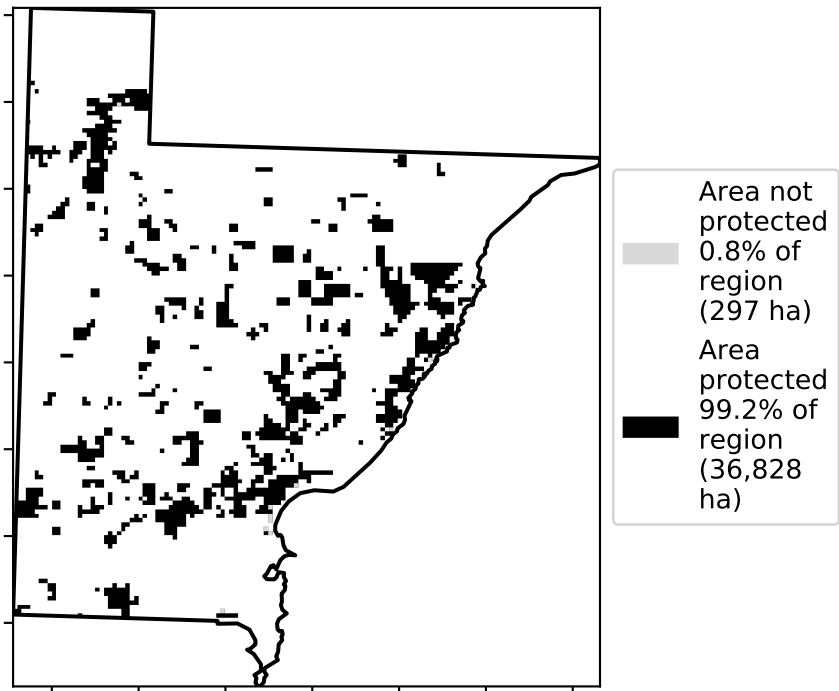 Area not
protected
0.8% of
region
(297 ha)
Area
protected
99.2% of
region
(36,828
ha)